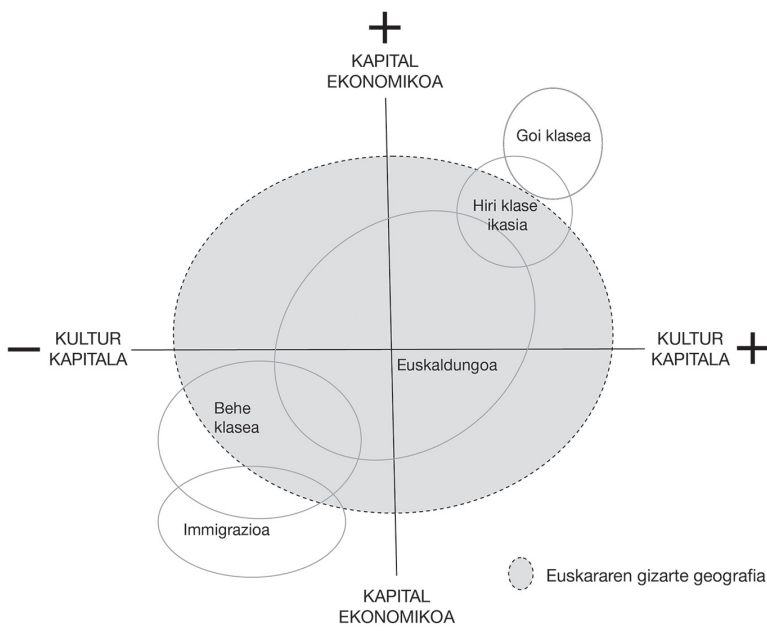 +
KAPITAL
EKONOMIKOA
Goi klasea
Hiri klase
ikasia
− KULTUR
KAPITALA
KULTUR
KAPITALA +
Euskaldungoa
Behe
klasea
Immigrazioa
Euskararen gizarte geografia
KAPITAL
EKONOMIKOA